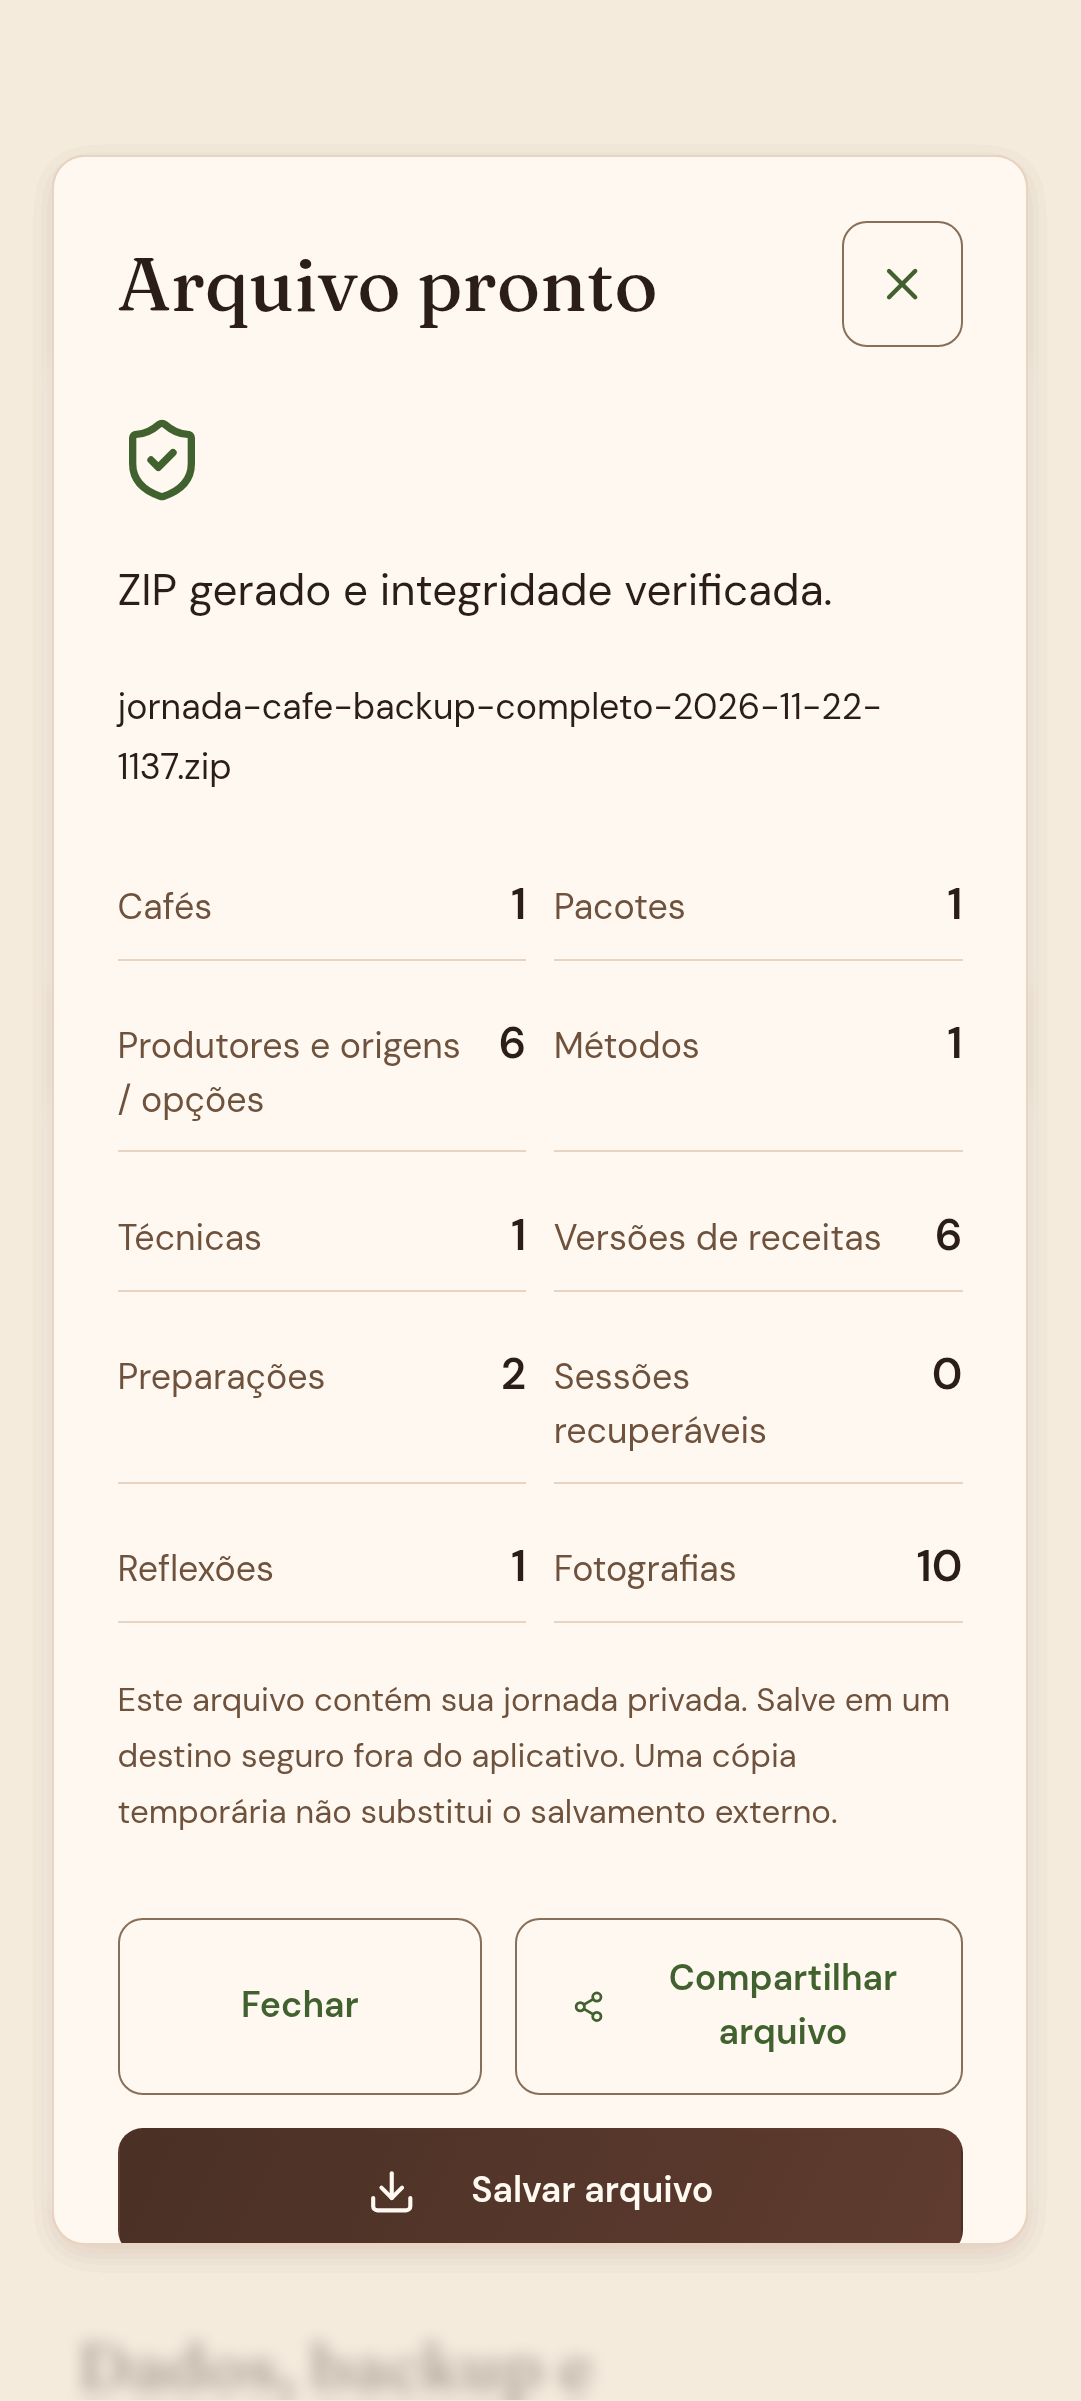 Arquivo pronto
ZIP gerado e integridade verificada.
jornada-cafe-backup-completo-2026-11-22-
1137.zip
Cafés 1 Pacotes 1
Produtores e origens 6 Métodos 1
/ opções
Técnicas 1 Versões de receitas 6
Preparações 2 Sessões 0
recuperáveis
Reflexões 1 Fotografias 10
Este arquivo contém sua jornada privada. Salve em um
destino seguro fora do aplicativo. Uma cópia
temporária não substitui o salvamento externo.
Fechar
Compartilhar
arquivo
Salvar arquivo
Dados, backup e